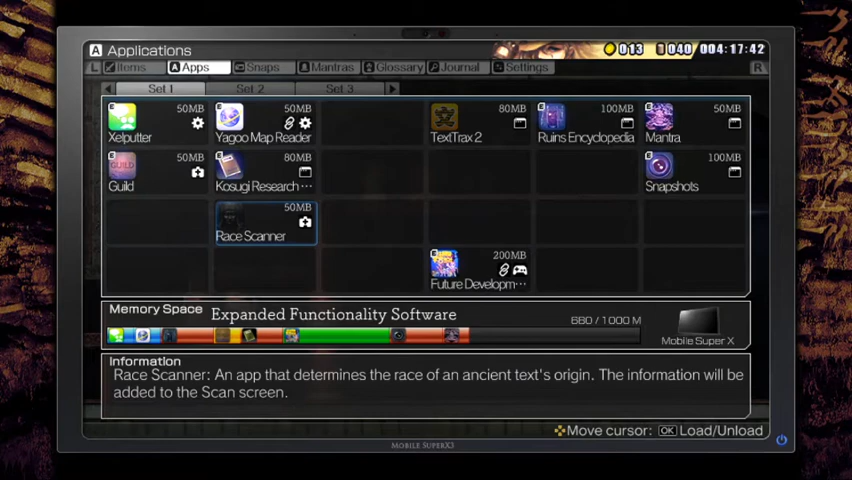 A Applications
013 040 004:17:42
L Items A Apps Snaps Mantras Glossary Journal Settings R
Set 1 Set 2 Set 3
50MB 50MB 80MB 100MB 50MB
Xelputter Yagoo Map Reader TextTrax 2 Ruins Encyclopedia Mantra
50MB 80MB 100MB
Guild Kosugi Research… Snapshots
50MB
Race Scanner
200MB
Future Developm…
Memory Space Expanded Functionality Software
680 / 1000 M
Mobile Super X
Information
Race Scanner: An app that determines the race of an ancient text's origin. The information will be
added to the Scan screen.
Move cursor: OK Load/Unload
MOBILE SUPERX3